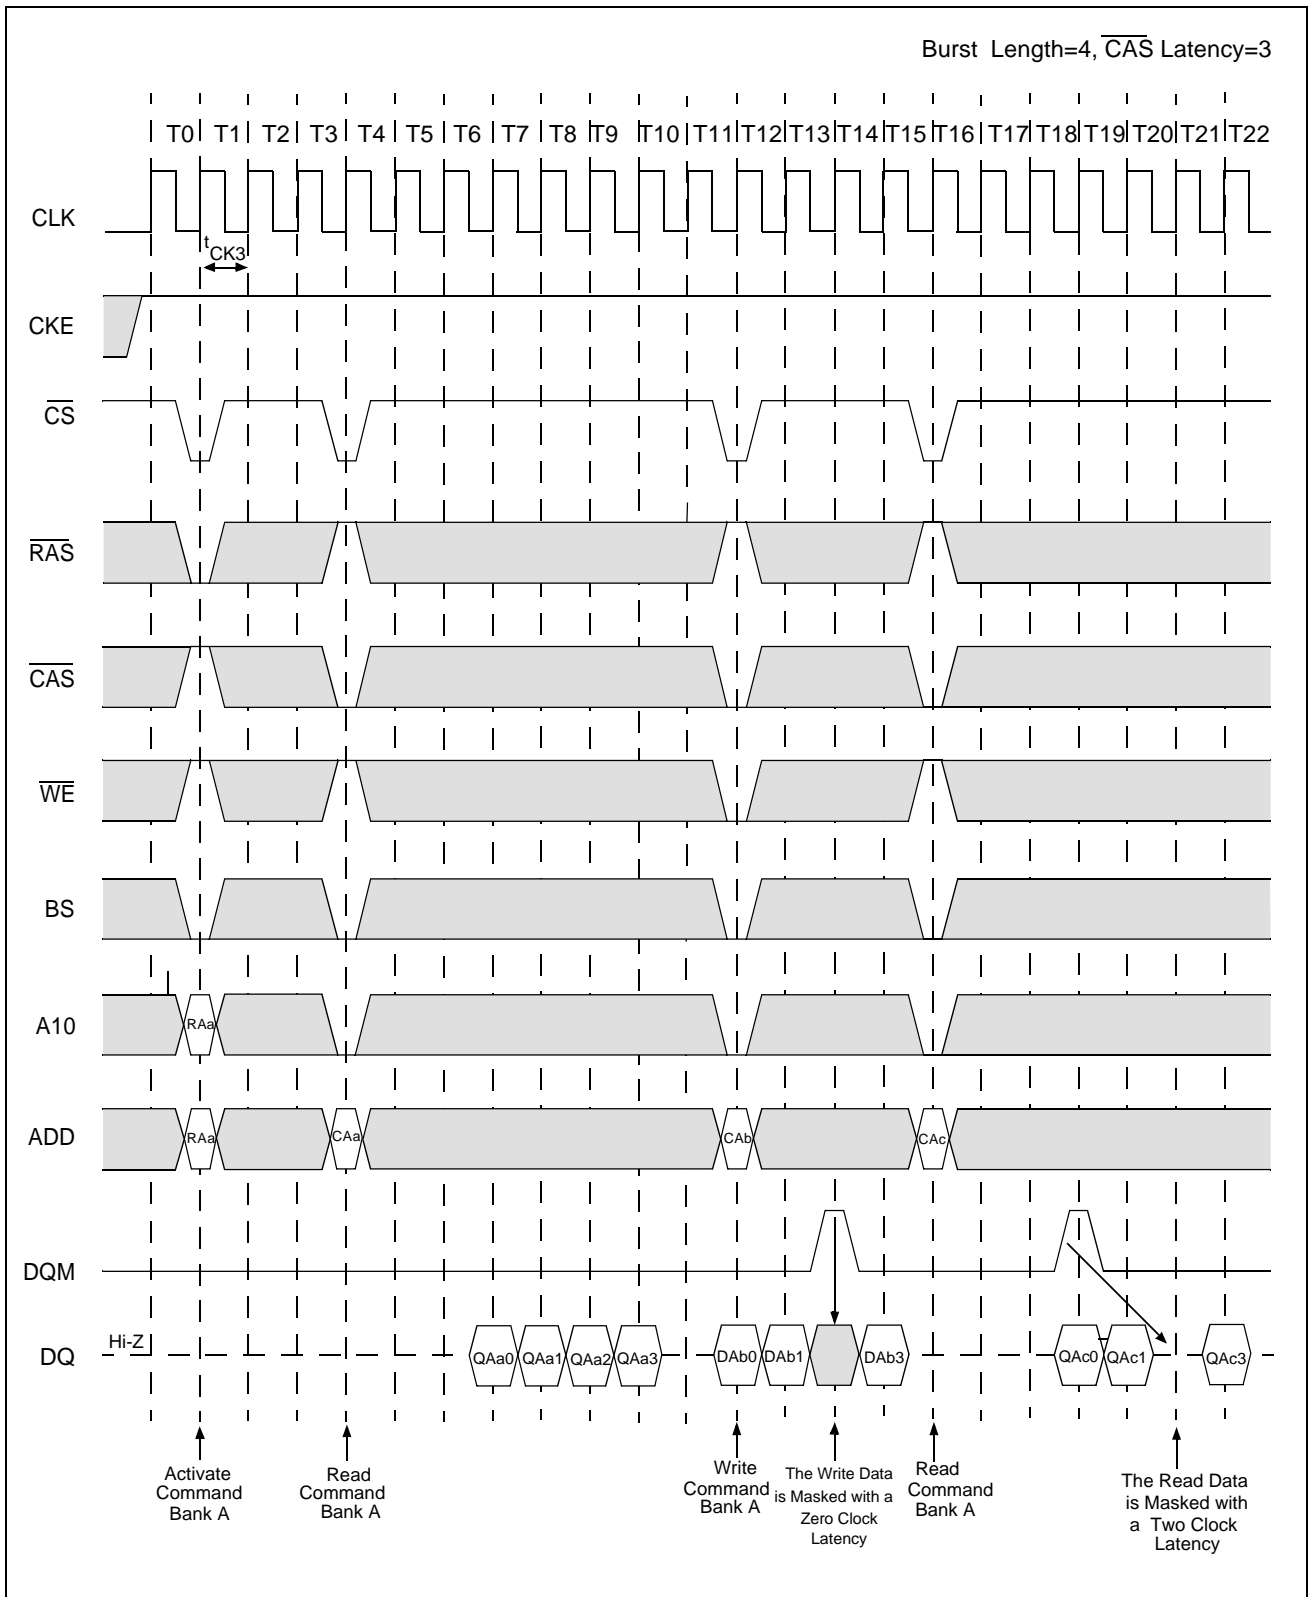 Burst Length=4, CAS Latency=3
T0 T1 T2 T3 T4 T5 T6 T7 T8 T9 T10 T11 T12 T13 T14 T15 T16 T17 T18 T19 T20 T21 T22
CLK
tCK3
CKE
CS
RAS
CAS
WE
BS
A10
RAa
ADD
RAa CAa CAb CAc
DQM
DQ
Hi-Z
QAa0 QAa1 QAa2 QAa3 DAb0 DAb1 DAb3 QAc0 QAc1 QAc3
Activate
Command
Bank A
Read
Command
Bank A
Write
Command
Bank A
The Write Data
is Masked with a
Zero Clock
Latency
Read
Command
Bank A
The Read Data
is Masked with
a Two Clock
Latency